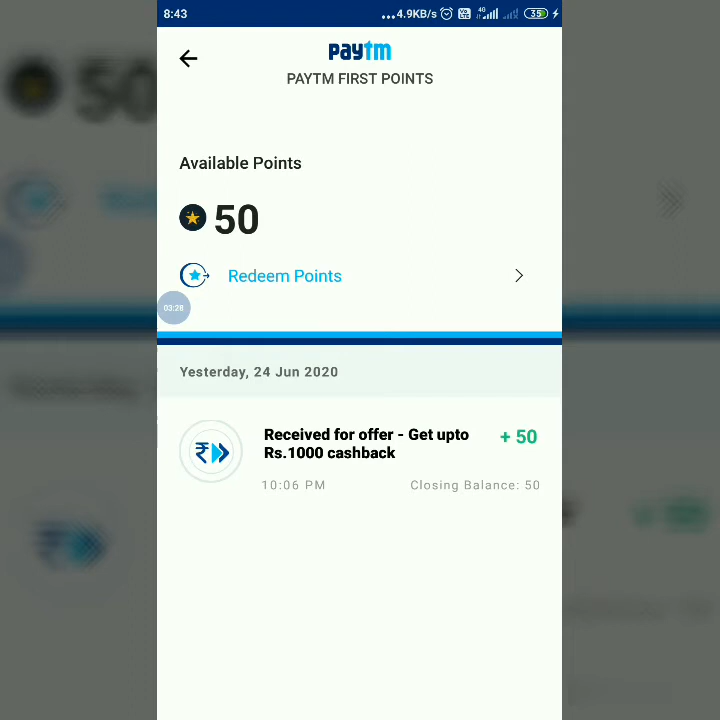 8:43
...4.9KB/s 4G 35
paytm
PAYTM FIRST POINTS
Available Points
50
Redeem Points
03:28
Yesterday, 24 Jun 2020
Received for offer - Get upto + 50
Rs.1000 cashback
10:06 PM Closing Balance: 50